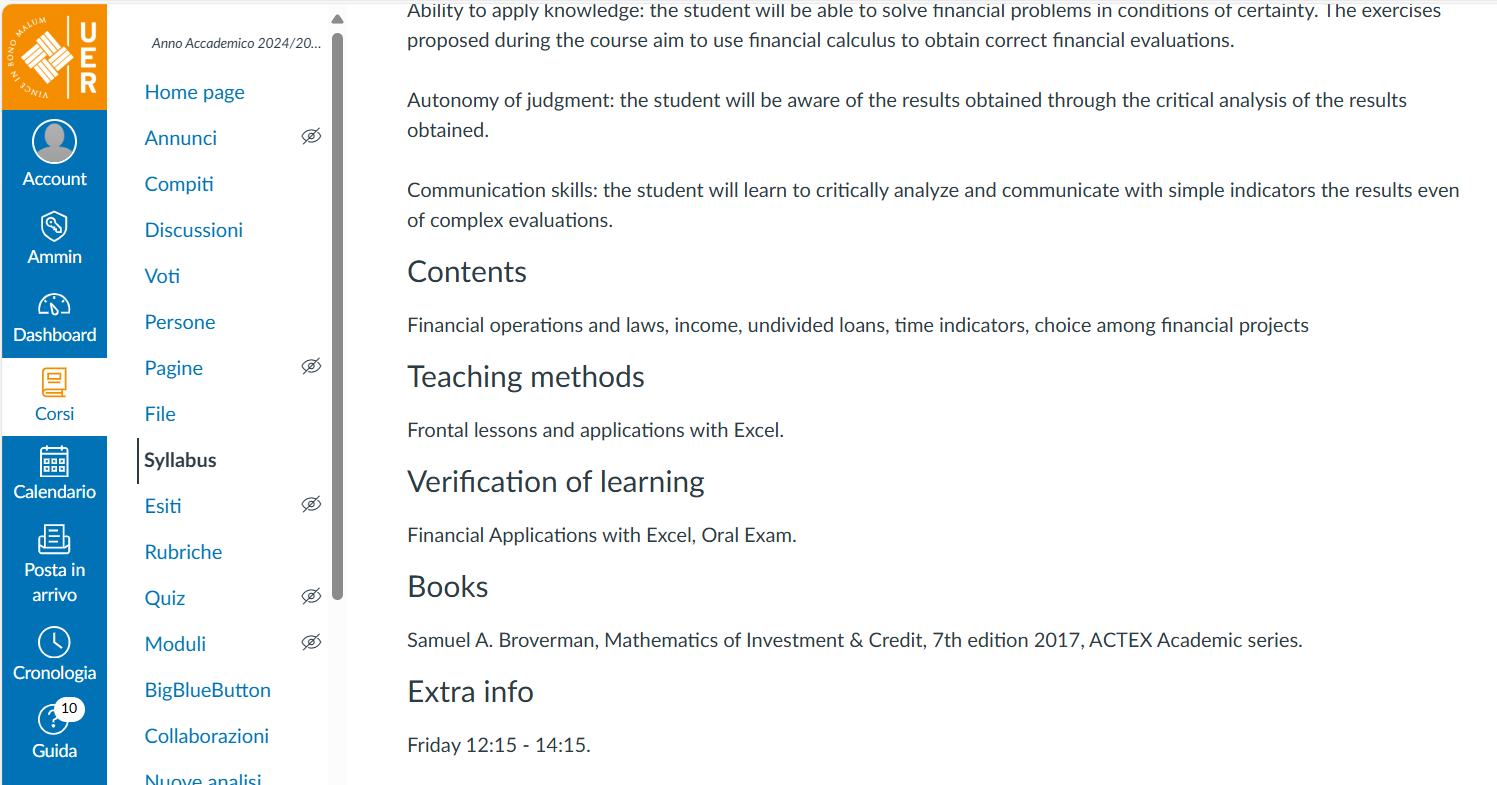 VINCE IN BONO MALUM
UER
Account
Ammin
Dashboard
Corsi
Calendario
Posta in
arrivo
Cronologia
10
Guida
Anno Accademico 2024/20...
Home page
Annunci
Compiti
Discussioni
Voti
Persone
Pagine
File
Syllabus
Esiti
Rubriche
Quiz
Moduli
BigBlueButton
Collaborazioni
Nuove analisi
Ability to apply knowledge: the student will be able to solve financial problems in conditions of certainty. The exercises
proposed during the course aim to use financial calculus to obtain correct financial evaluations.
Autonomy of judgment: the student will be aware of the results obtained through the critical analysis of the results
obtained.
Communication skills: the student will learn to critically analyze and communicate with simple indicators the results even
of complex evaluations.
Contents
Financial operations and laws, income, undivided loans, time indicators, choice among financial projects
Teaching methods
Frontal lessons and applications with Excel.
Verification of learning
Financial Applications with Excel, Oral Exam.
Books
Samuel A. Broverman, Mathematics of Investment & Credit, 7th edition 2017, ACTEX Academic series.
Extra info
Friday 12:15 - 14:15.